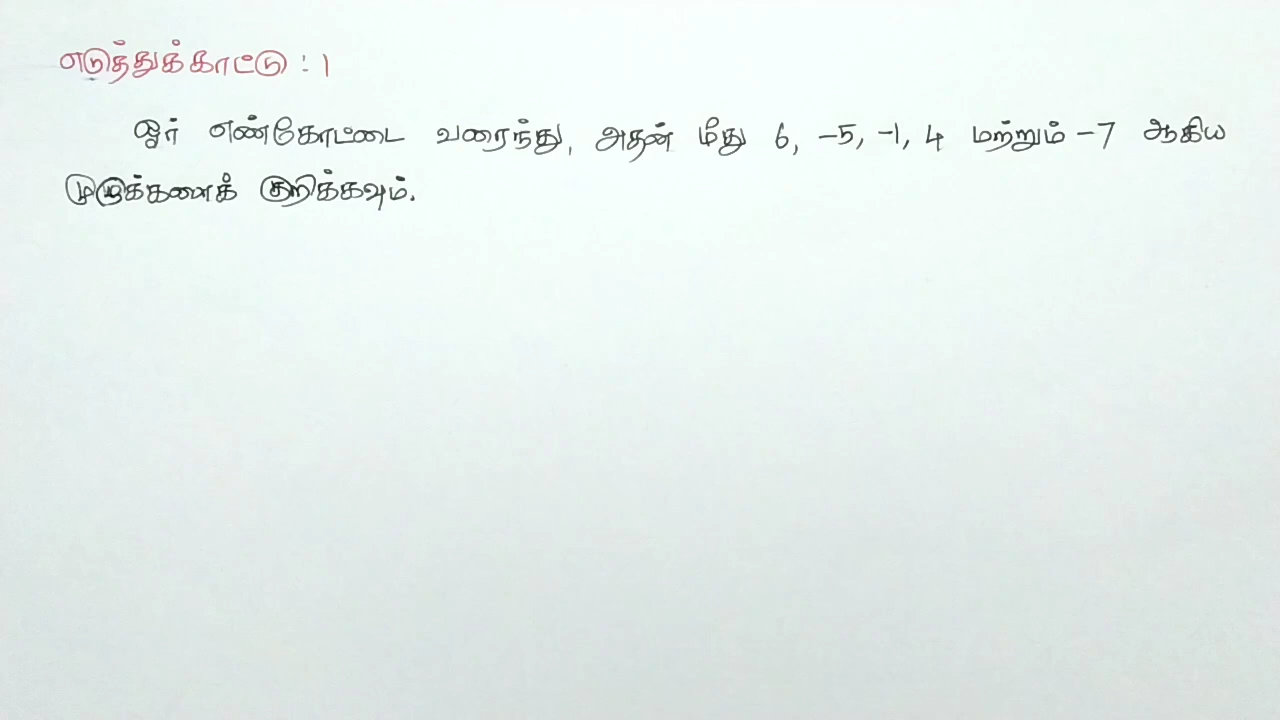 எடுத்துக்காட்டு : 1
ஓர் எண்கோட்டை வரைந்து, அதன் மீது 6, -5, -1, 4 மற்றும் -7 ஆகிய
முழுக்களைக் குறிக்கவும்.